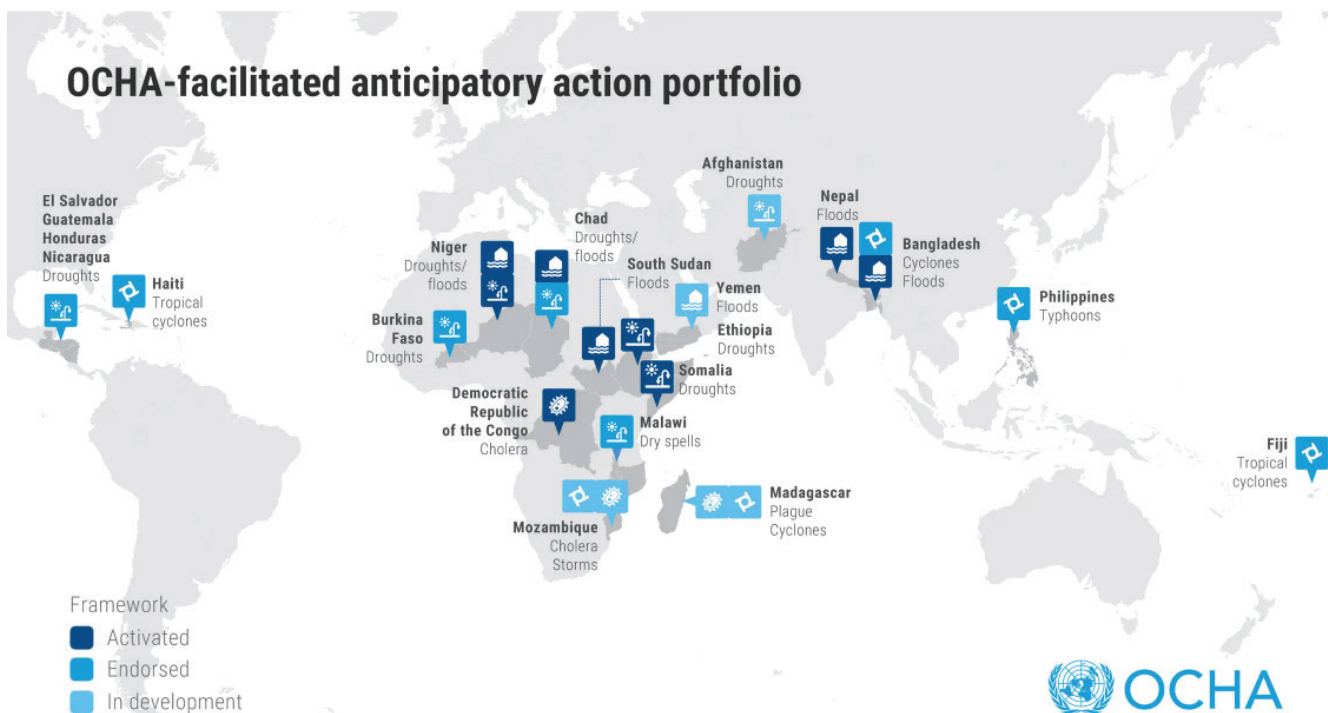 OCHA-facilitated anticipatory action portfolio
El Salvador
Guatemala
Honduras
Nicaragua
Droughts
Haiti
Tropical
cyclones
Niger
Droughts/
floods
Burkina
Faso
Droughts
Chad
Droughts/
floods
South Sudan
Floods
Democratic
Republic
of the Congo
Cholera
Afghanistan
Droughts
Yemen
Floods
Ethiopia
Droughts
Somalia
Droughts
Malawi
Dry spells
Mozambique
Cholera
Storms
Madagascar
Plague
Cyclones
Nepal
Floods
Bangladesh
Cyclones
Floods
Philippines
Typhoons
Fiji
Tropical
cyclones
Framework
Activated
Endorsed
In development
OCHA